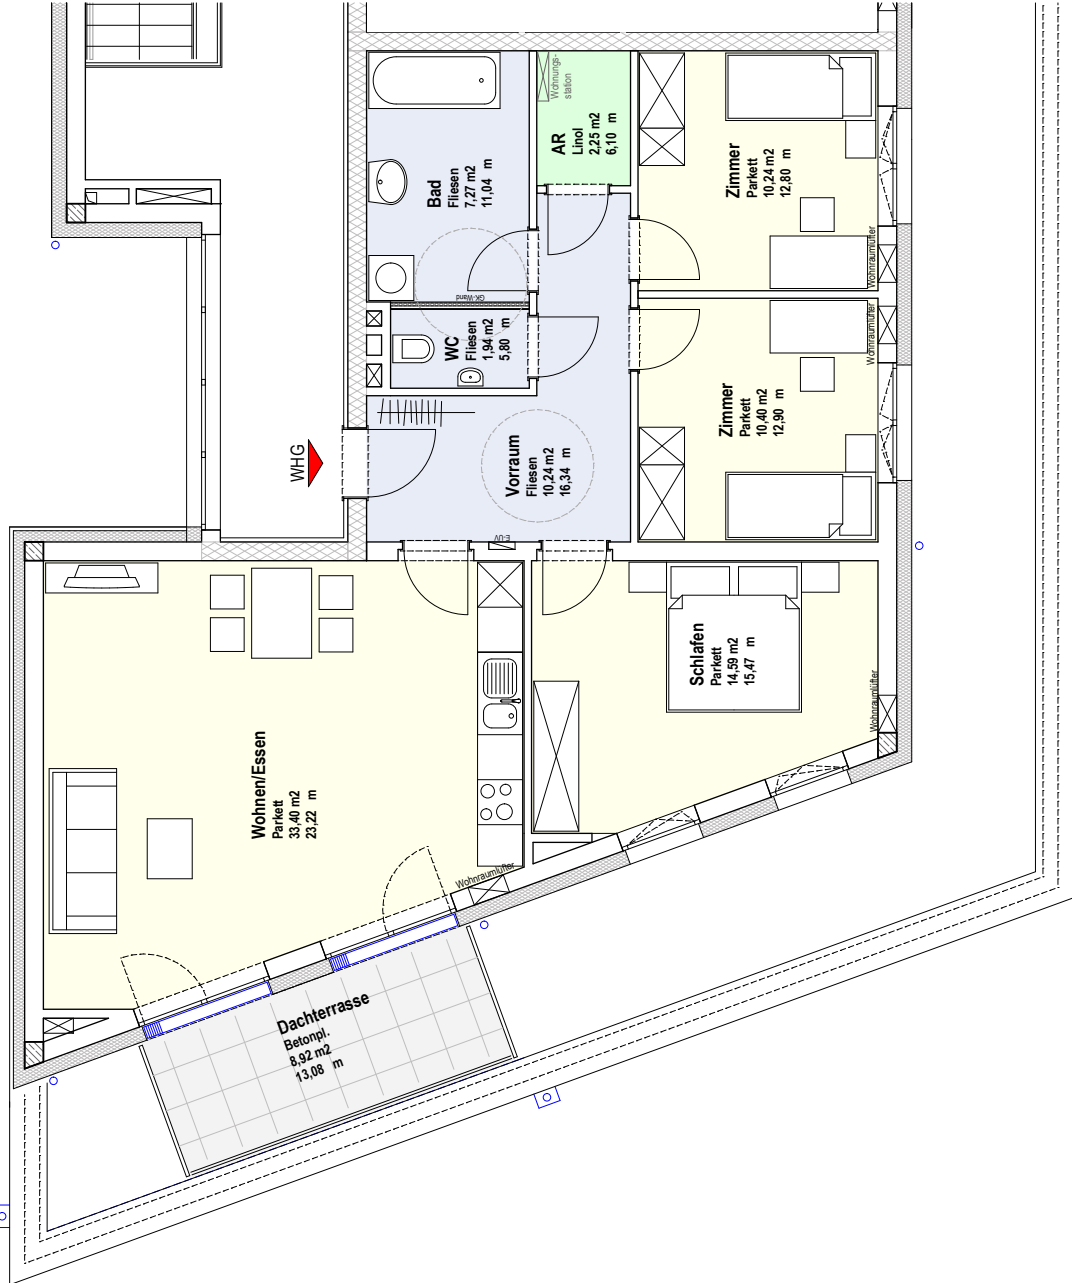 Wohnungs-
station
AR
Linol
2,25 m2
6,10 m
Bad
Fliesen
7,27 m2
11,04 m
Zimmer
Parkett
10,24 m2
12,80 m
Wohnraumlüfter
GK-Wand
WC
Fliesen
1,94 m2
5,80 m
Wohnraumlüfter
Zimmer
Parkett
10,40 m2
12,90 m
WHG
Vorraum
Fliesen
10,24 m2
16,34 m
E-UV
Schlafen
Parkett
14,59 m2
15,47 m
Wohnraumlüfter
Wohnen/Essen
Parkett
33,40 m2
23,22 m
Wohnraumlüfter
Dachterrasse
Betonpl.
8,92 m2
13,08 m